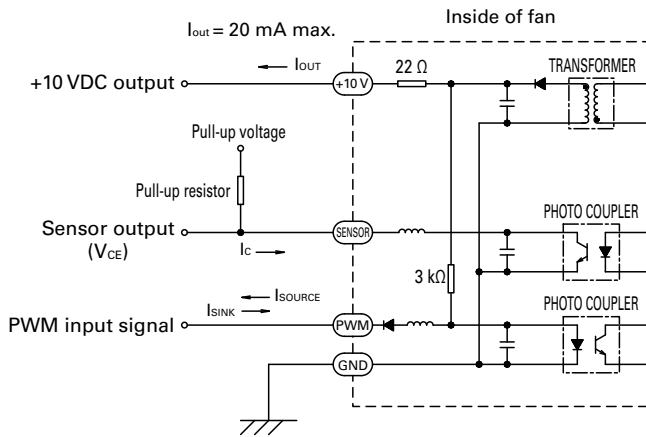 Inside of fan
Iout = 20 mA max.
IOUT
+10 VDC output
+10 V
22 Ω
TRANSFORMER
Pull-up voltage
Pull-up resistor
PHOTO COUPLER
Sensor output
(VCE)
IC
SENSOR
3 kΩ
PHOTO COUPLER
ISOURCE
ISINK
PWM input signal
PWM
GND